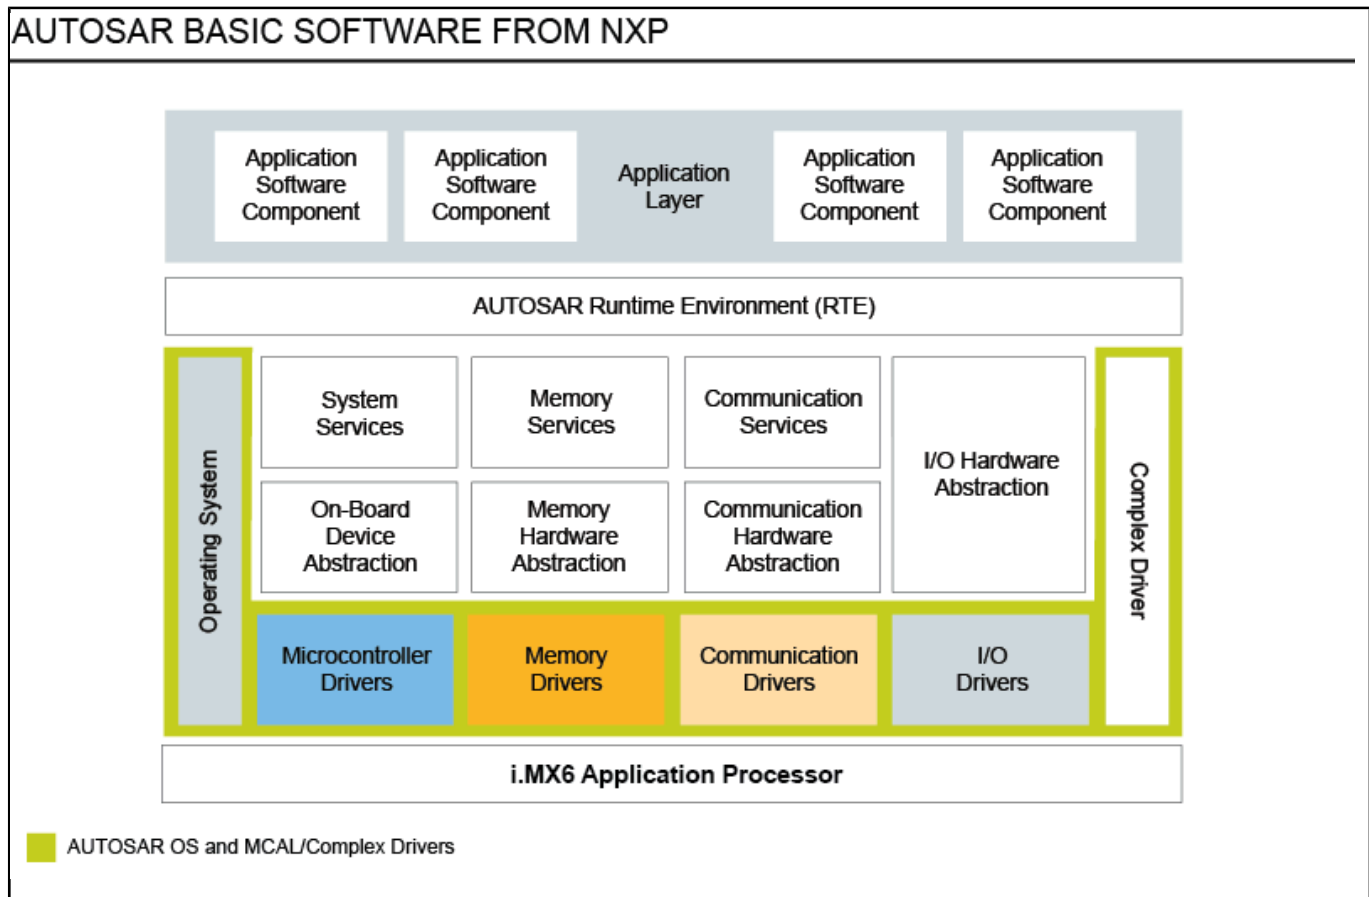 AUTOSAR BASIC SOFTWARE FROM NXP
Application
Software
Component
Application
Software
Component
Application
Layer
Application
Software
Component
Application
Software
Component
AUTOSAR Runtime Environment (RTE)
Operating System
System
Services
Memory
Services
Communication
Services
I/O Hardware
Abstraction
Complex Driver
On-Board
Device
Abstraction
Memory
Hardware
Abstraction
Communication
Hardware
Abstraction
Microcontroller
Drivers
Memory
Drivers
Communication
Drivers
I/O
Drivers
i.MX6 Application Processor
AUTOSAR OS and MCAL/Complex Drivers